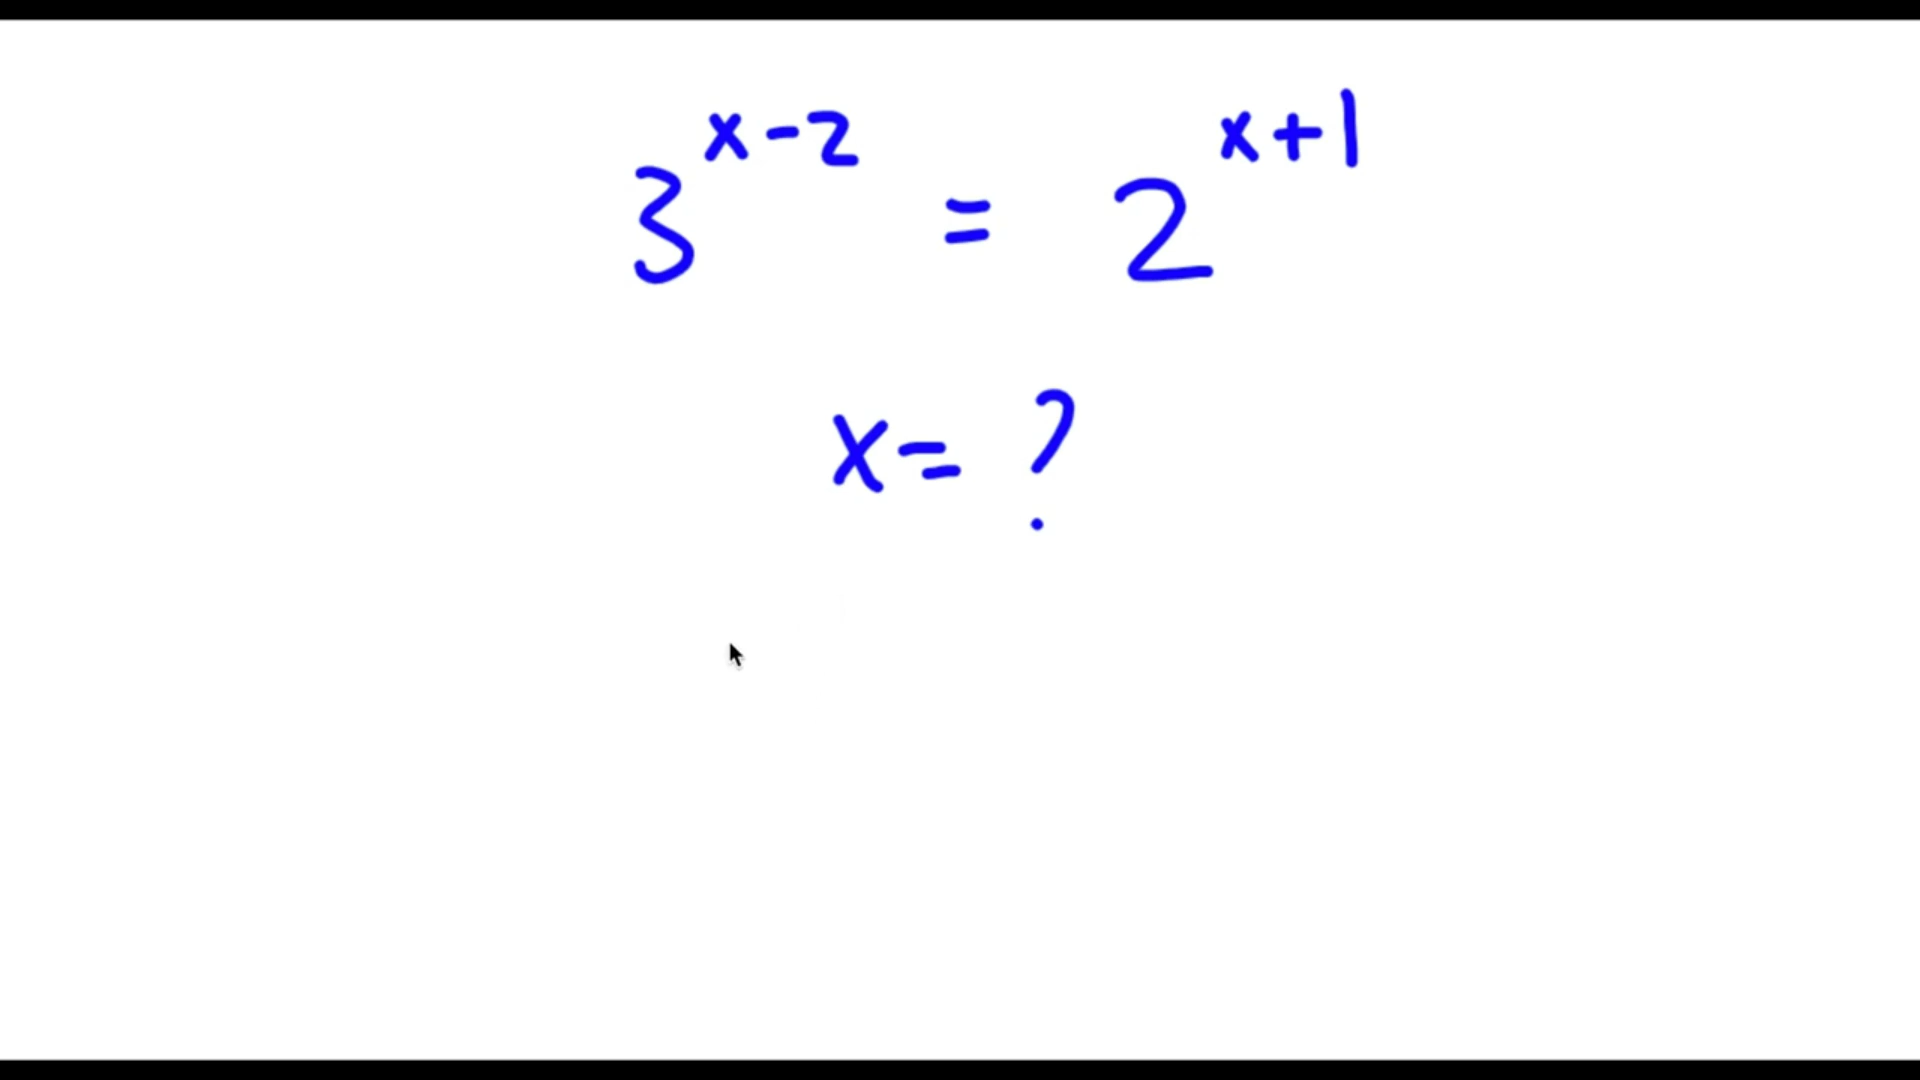 3^{x-2} = 2^{x+1}
x = ?